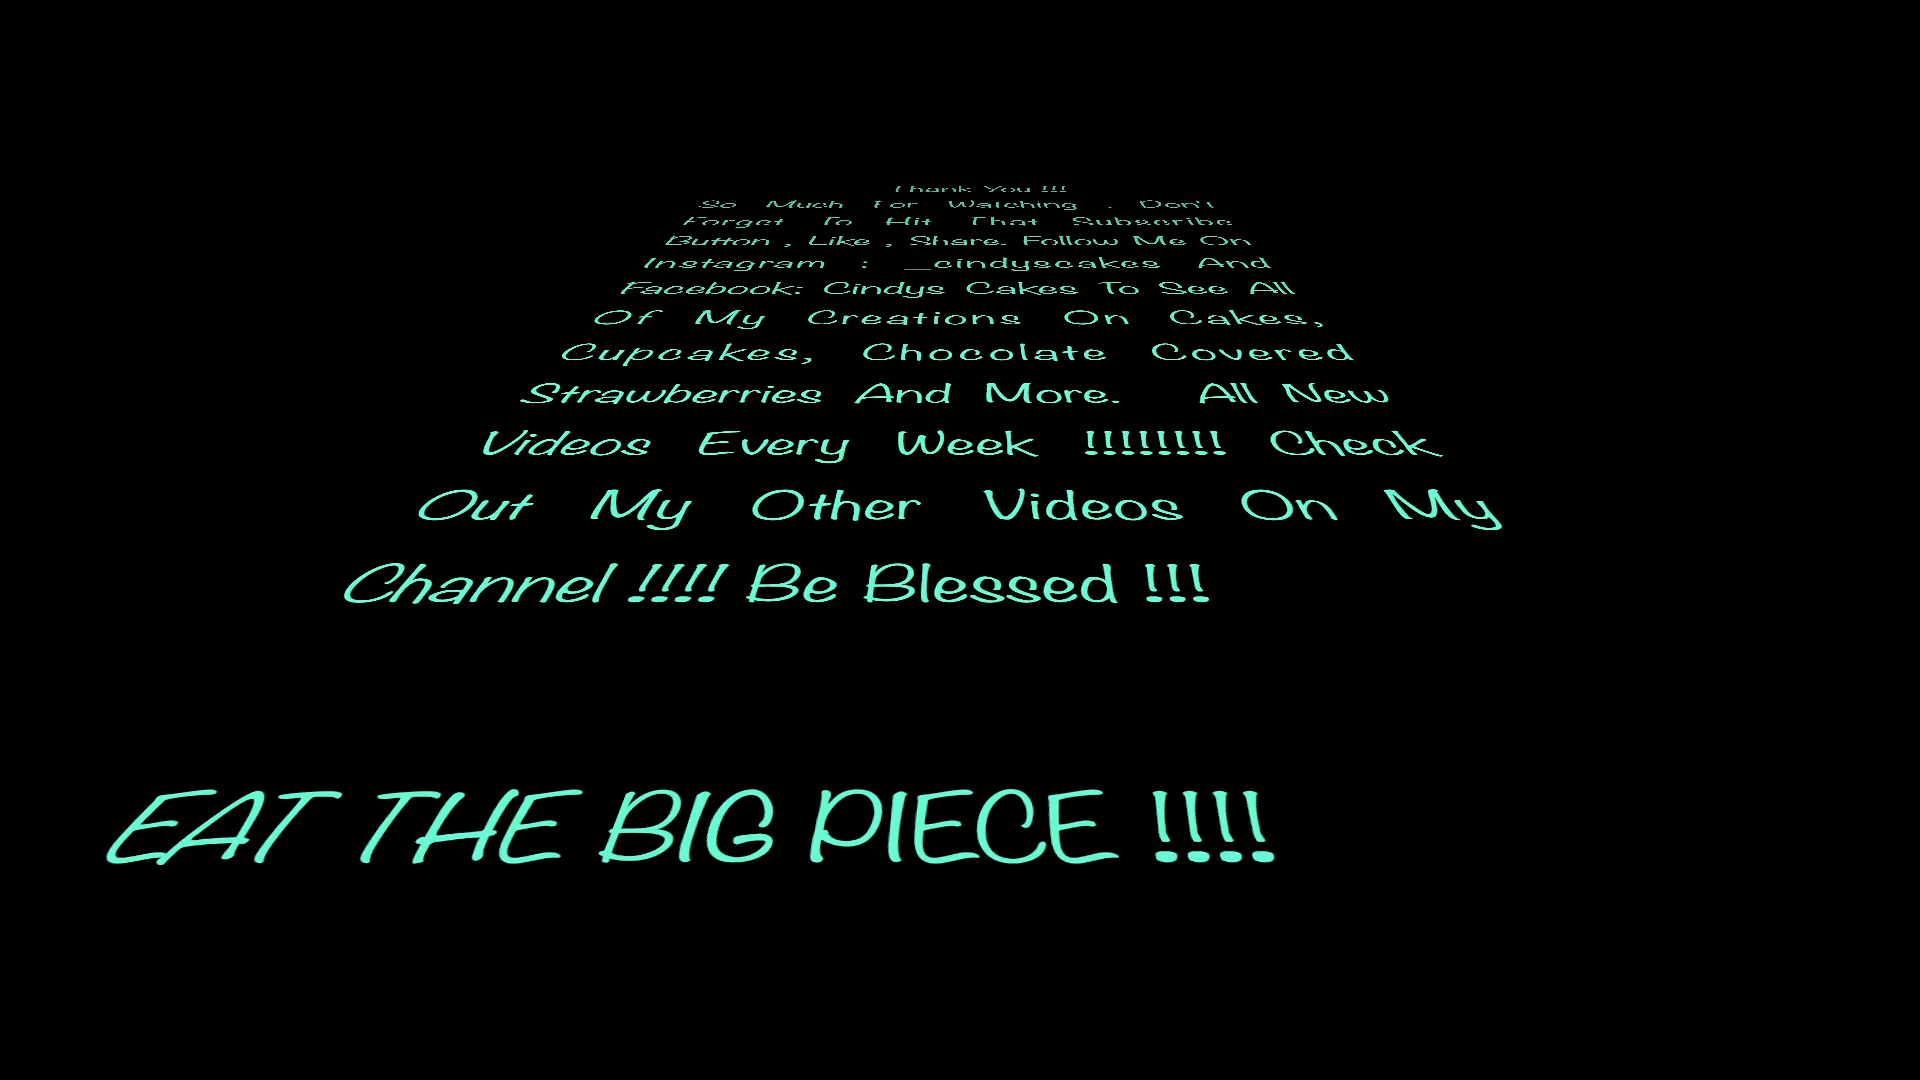 Thank You !!!
So Much For Watching . Don't
Forget To Hit That Subscribe
Button , Like , Share. Follow Me On
Instagram : _cindyscakes And
Facebook: Cindys Cakes To See All
Of My Creations On Cakes,
Cupcakes, Chocolate Covered
Strawberries And More. All New
Videos Every Week !!!!!!!! Check
Out My Other Videos On My
Channel !!!! Be Blessed !!!
EAT THE BIG PIECE !!!!